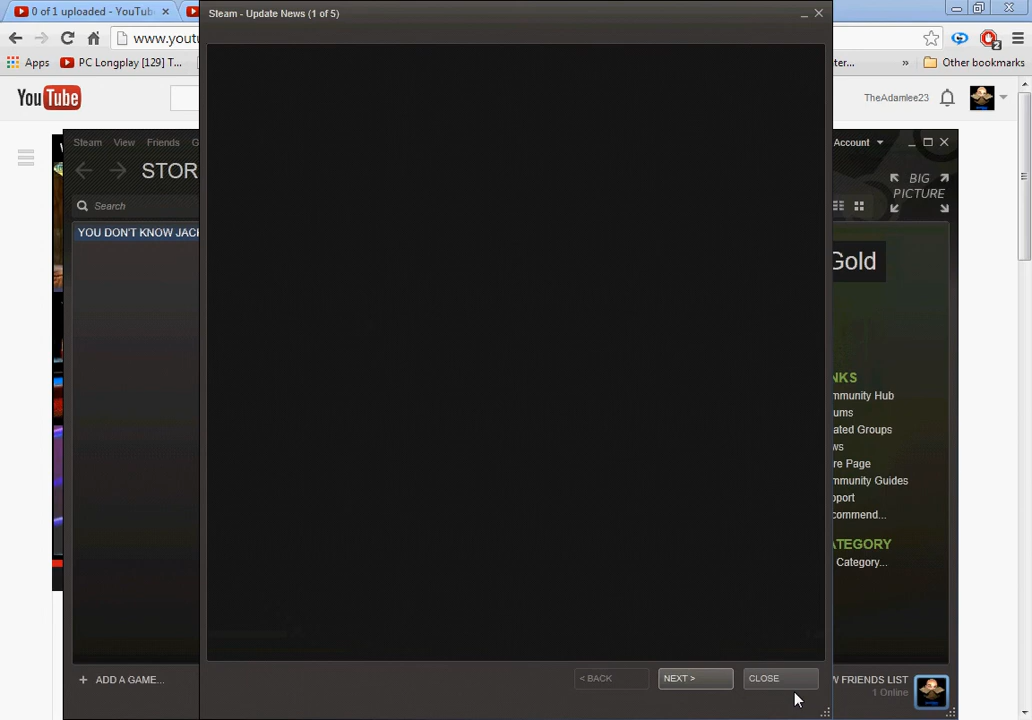 0 of 1 uploaded - YouTub
Steam - Update News (1 of 5)
www.youtu
Apps
PC Longplay [129] T...
ter...
»
Other bookmarks
2
YouTube
TheAdamlee23
Steam View Friends G
Account
STOR
BIG
PICTURE
Search
YOU DON'T KNOW JACK
Gold
NKS
mmunity Hub
ums
ated Groups
ws
re Page
mmunity Guides
pport
commend...
ATEGORY
Category...
+ ADD A GAME...
< BACK
NEXT >
CLOSE
W FRIENDS LIST
1 Online